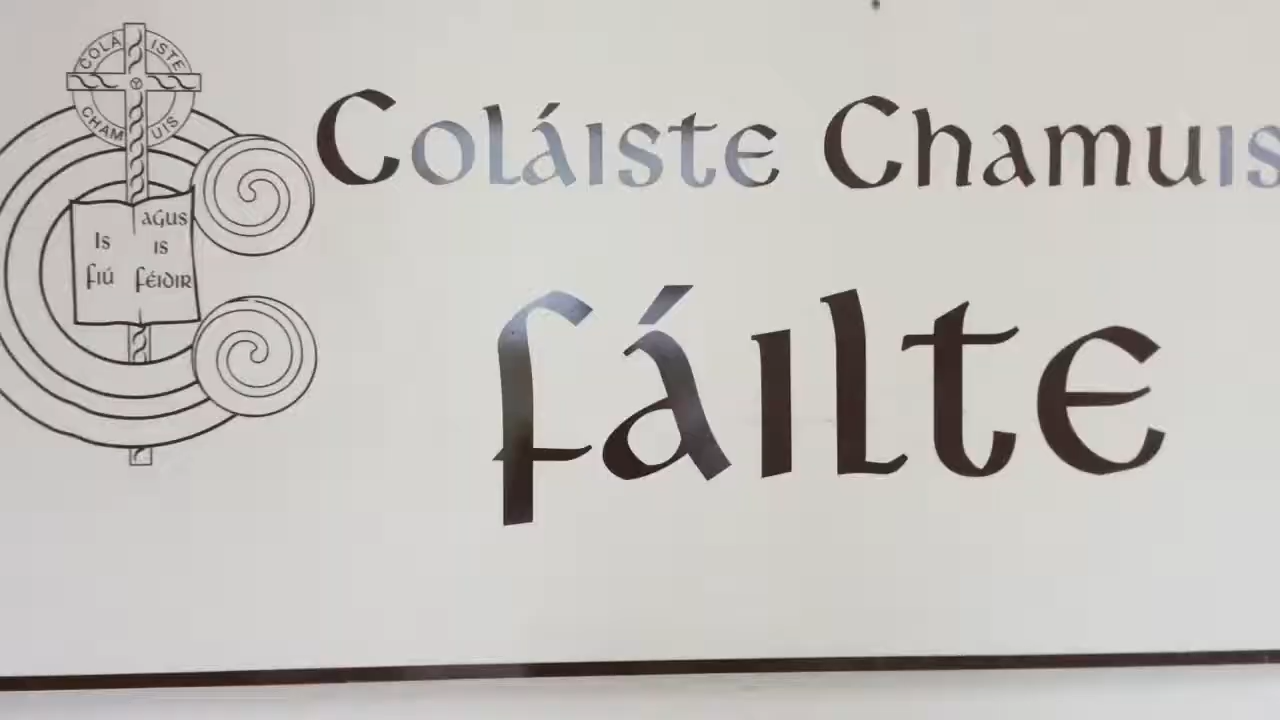 COLÁISTE
CHAMUIS
Is fiú
agus is féidir
Coláiste Chamuis
fáilte